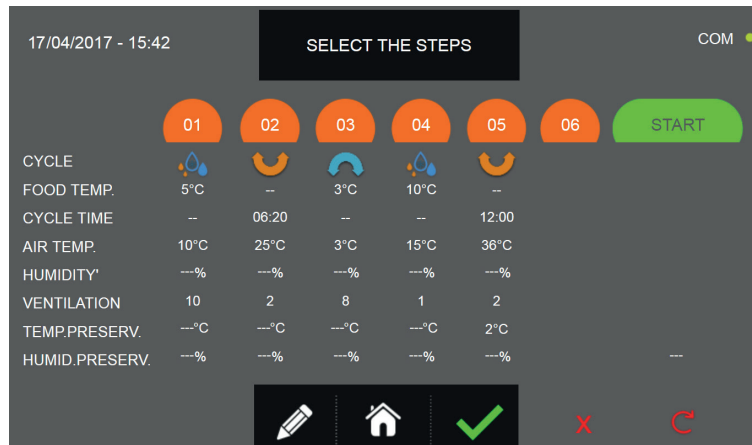 17/04/2017 - 15:42 SELECT THE STEPS COM
01 02 03 04 05 06 START
CYCLE
FOOD TEMP. 5°C -- 3°C 10°C --
CYCLE TIME -- 06:20 -- -- 12:00
AIR TEMP. 10°C 25°C 3°C 15°C 36°C
HUMIDITY' ---% ---% ---% ---% ---%
VENTILATION 10 2 8 1 2
TEMP.PRESERV. ---°C ---°C ---°C ---°C 2°C
HUMID.PRESERV. ---% ---% ---% ---% ---% ---
X